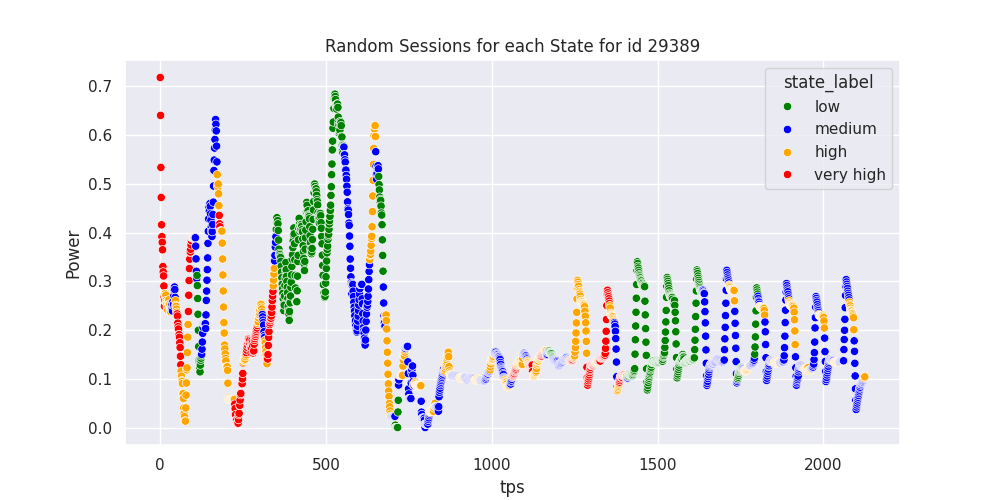 Random Sessions for each State for id 29389
state_label
low
medium
high
very high
Power
0.7
0.6
0.5
0.4
0.3
0.2
0.1
0.0
0 500 1000 1500 2000
tps